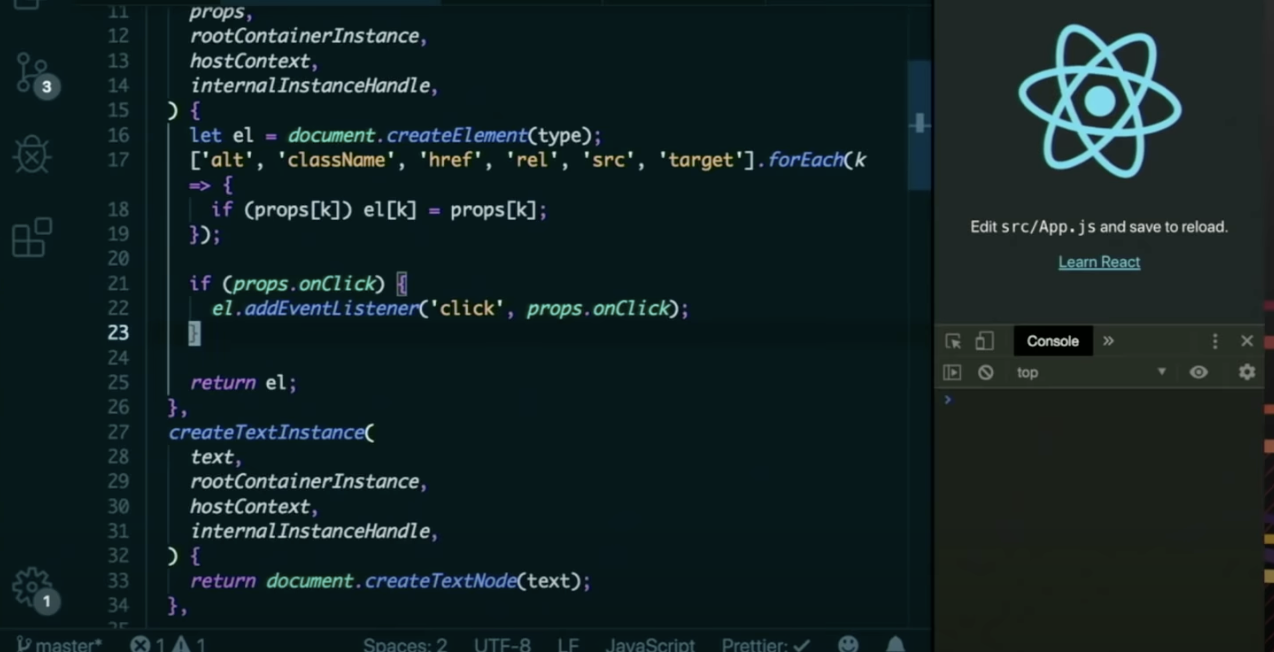 11 props,
12 rootContainerInstance,
13 hostContext,
14 internalInstanceHandle,
15 ) {
16 let el = document.createElement(type);
17 ['alt', 'className', 'href', 'rel', 'src', 'target'].forEach(k
=> {
18 if (props[k]) el[k] = props[k];
19 });
20
21 if (props.onClick) {
22 el.addEventListener('click', props.onClick);
23 }
24
25 return el;
26 },
27 createTextInstance(
28 text,
29 rootContainerInstance,
30 hostContext,
31 internalInstanceHandle,
32 ) {
33 return document.createTextNode(text);
34 },
35
3
1
master* 1 1 Spaces: 2 UTF-8 LF JavaScript Prettier: ✓
Edit src/App.js and save to reload.
Learn React
Console »
top
>